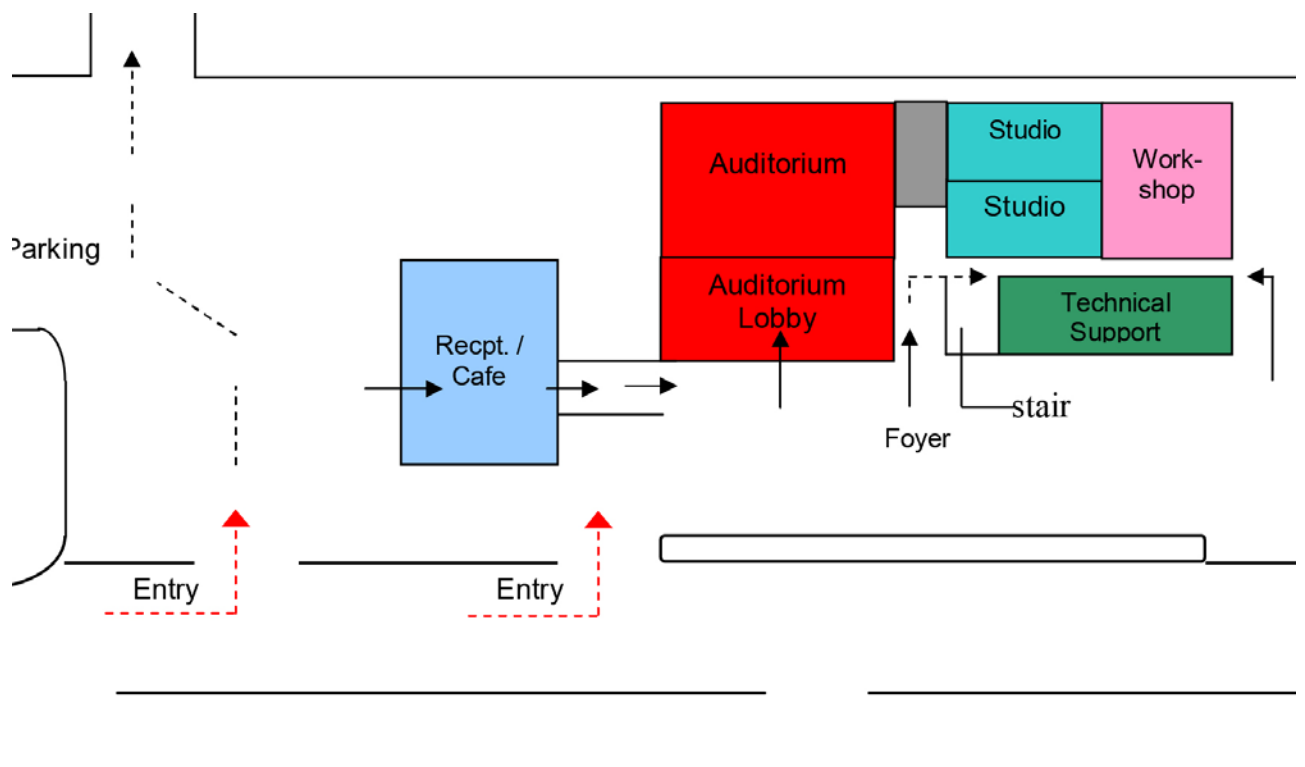 Studio
Auditorium
Work-
shop
Studio
Parking
Auditorium
Lobby
Technical
Support
Recpt. /
Cafe
stair
Foyer
Entry
Entry